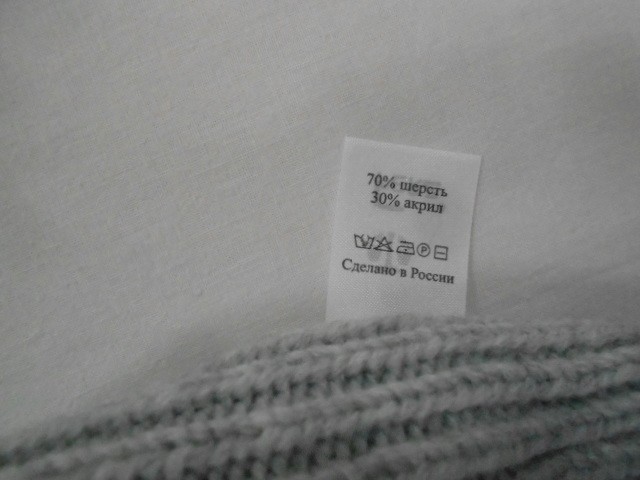 70% шерсть
30% акрил
P
Сделано в России